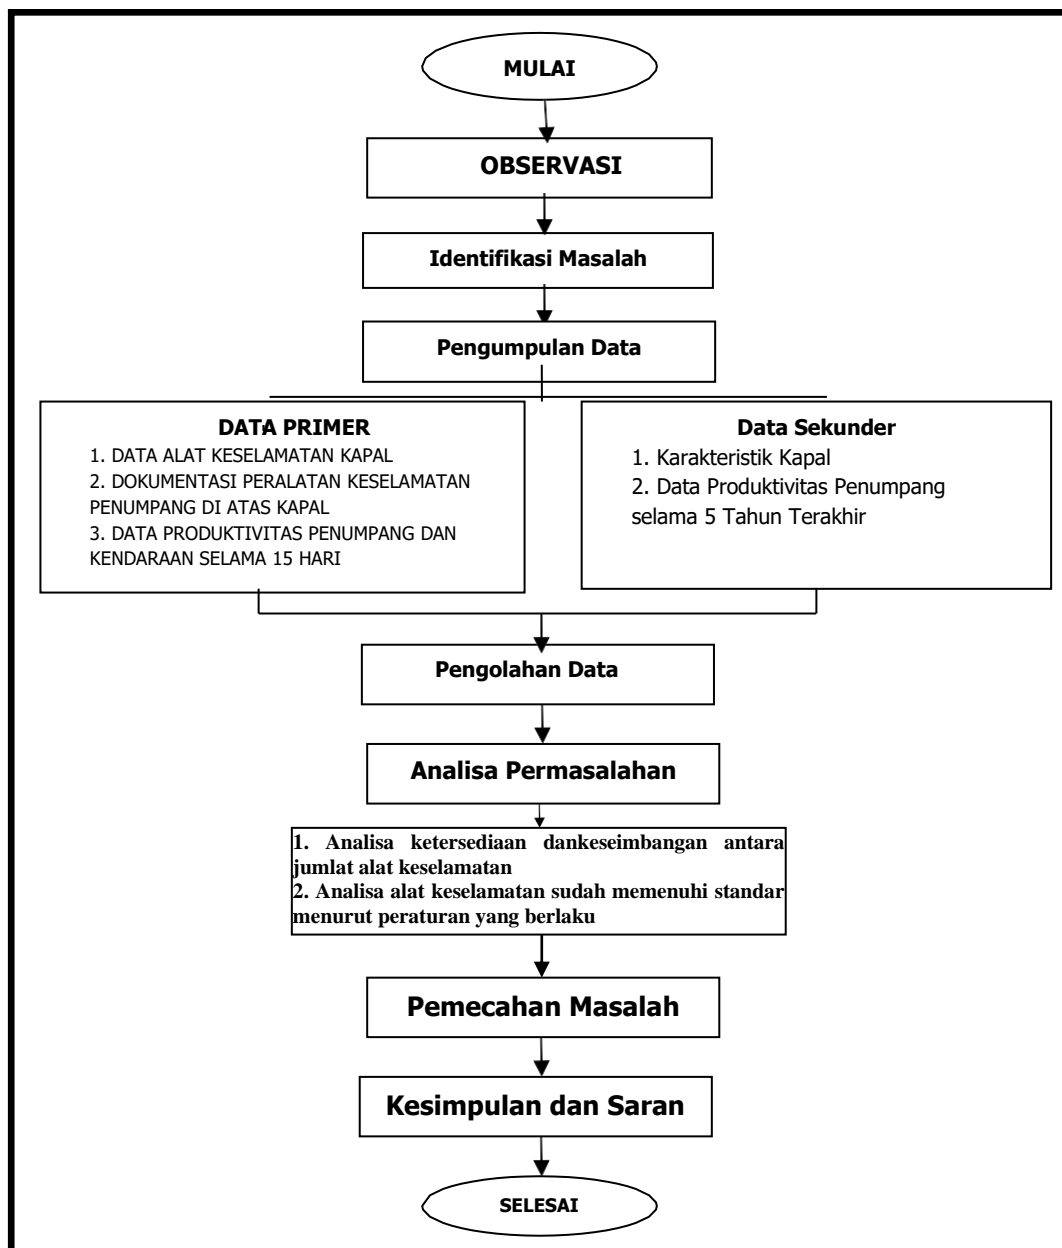 MULAI
OBSERVASI
Identifikasi Masalah
Pengumpulan Data
DATA PRIMER
1. DATA ALAT KESELAMATAN KAPAL
2. DOKUMENTASI PERALATAN KESELAMATAN
PENUMPANG DI ATAS KAPAL
3. DATA PRODUKTIVITAS PENUMPANG DAN
KENDARAAN SELAMA 15 HARI
Data Sekunder
1. Karakteristik Kapal
2. Data Produktivitas Penumpang
selama 5 Tahun Terakhir
Pengolahan Data
Analisa Permasalahan
1. Analisa ketersediaan dankeseimbangan antara
jumlat alat keselamatan
2. Analisa alat keselamatan sudah memenuhi standar
menurut peraturan yang berlaku
Pemecahan Masalah
Kesimpulan dan Saran
SELESAI